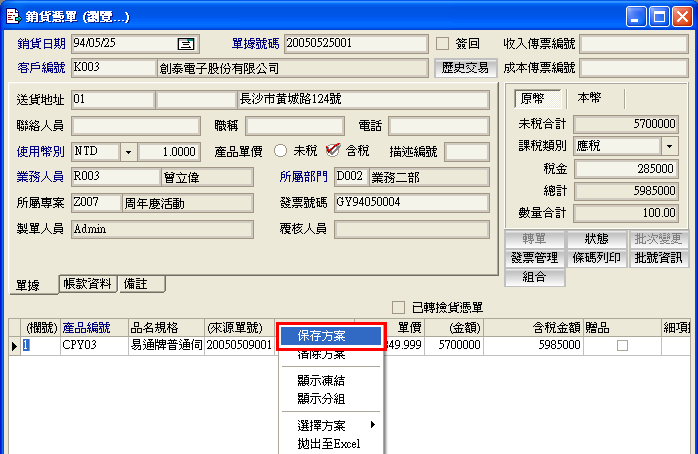 銷貨憑單 (瀏覽...)
銷貨日期 94/05/25 單據號碼 20050525001 簽回 收入傳票編號
客戶編號 K003 創泰電子股份有限公司 歷史交易 成本傳票編號
送貨地址 01 長沙市黃城路124號
聯絡人員 職稱 電話
使用幣別 NTD 1.0000 產品單價 未稅 含稅 描述編號
業務人員 R003 曾立偉 所屬部門 D002 業務二部
所屬專案 Z007 周年慶活動 發票號碼 GY94050004
製單人員 Admin 覆核人員
原幣 本幣
未稅合計 5700000
課稅類別 應稅
稅金 285000
總計 5985000
數量合計 100.00
轉單 狀態 批次變更
發票管理 條碼列印 批號資訊
組合
單據 帳款資料 備註
已轉撿貨憑單
(欄號) 產品編號 品名規格 (來源單號) 單價 (金額) 含稅金額 贈品
1 CPY03 易通牌普通伺 20050509001 49.999 5700000 5985000
保存方案
清除方案
顯示凍結
顯示分組
選擇方案
拋出至Excel